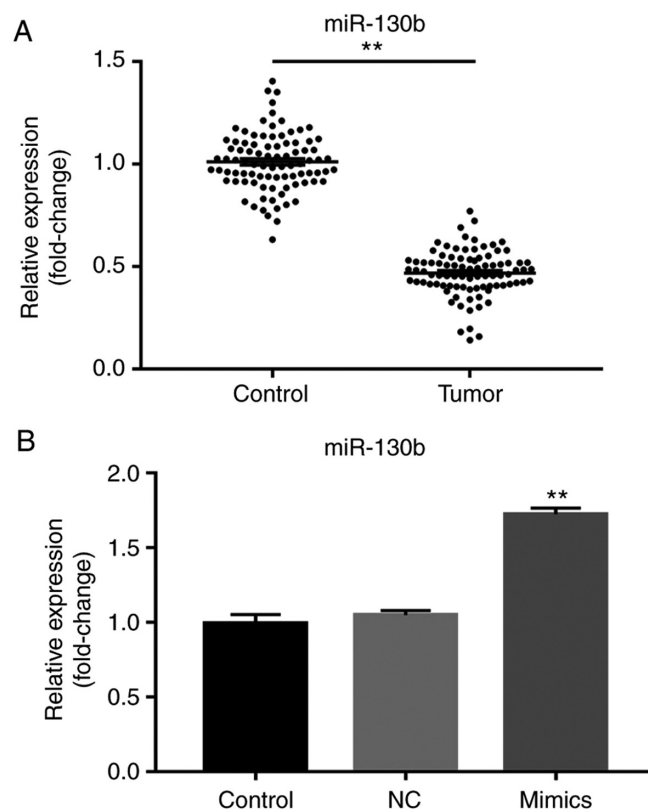 A
miR-130b
**
Relative expression
(fold-change)
1.5
1.0
0.5
0.0
Control
Tumor
B
miR-130b
Relative expression
(fold-change)
2.0
1.5
1.0
0.5
0.0
**
Control
NC
Mimics